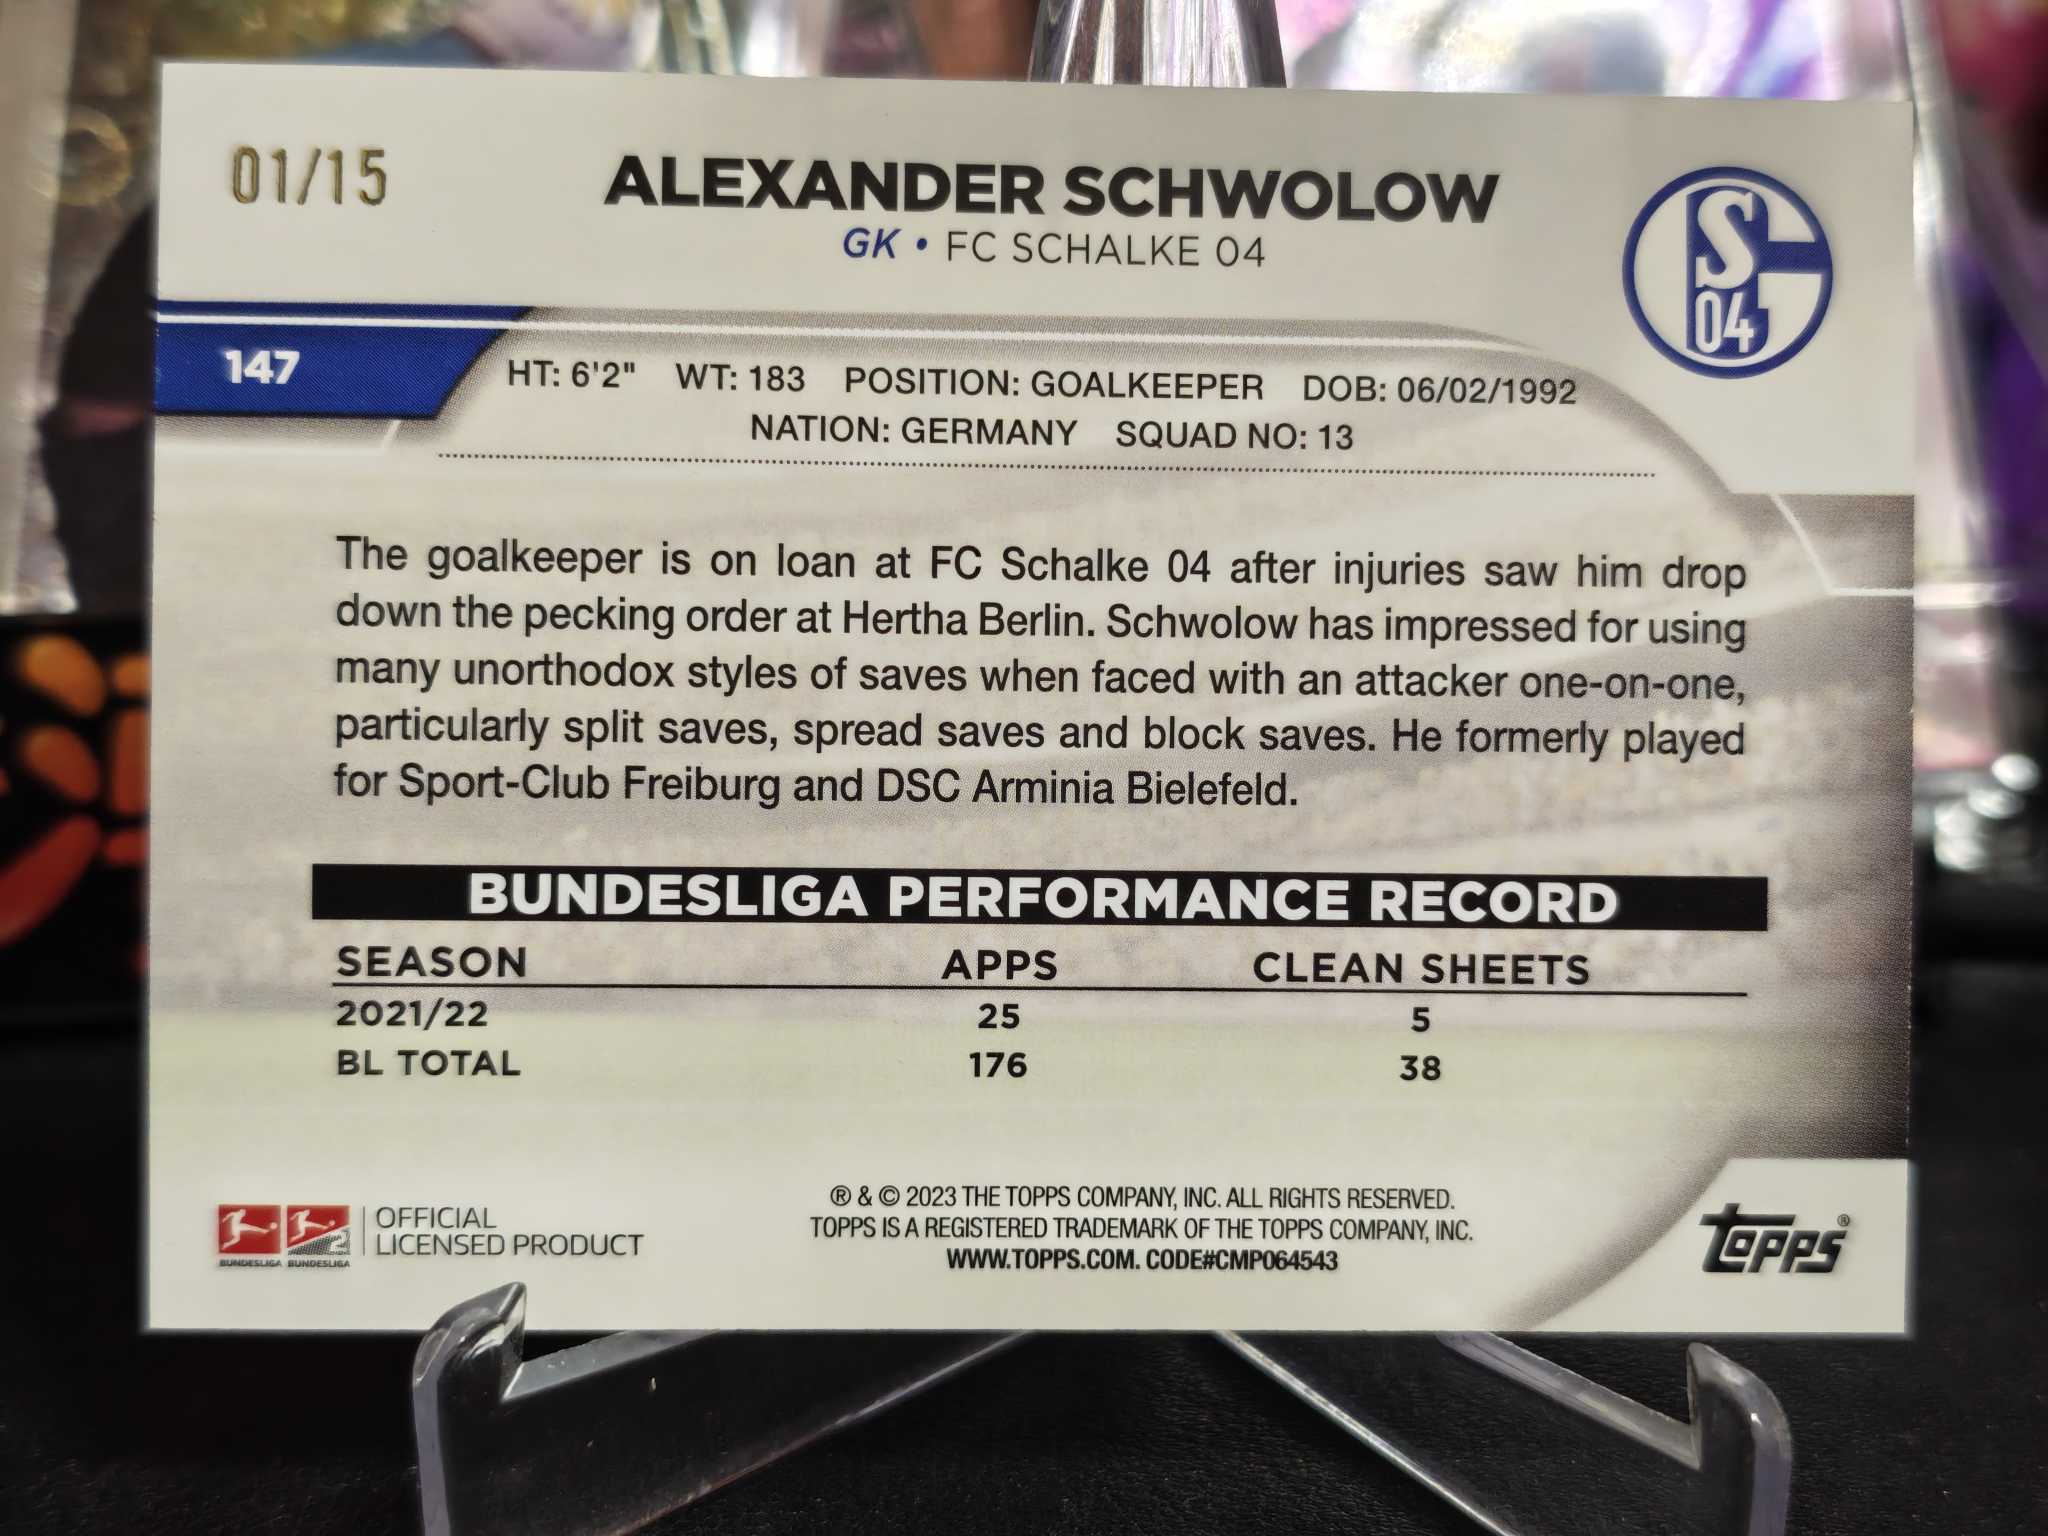 01/15
ALEXANDER SCHWOLOW
GK • FC SCHALKE 04
S
04
147
HT: 6'2" WT: 183 POSITION: GOALKEEPER DOB: 06/02/1992
NATION: GERMANY SQUAD NO: 13
The goalkeeper is on loan at FC Schalke 04 after injuries saw him drop
down the pecking order at Hertha Berlin. Schwolow has impressed for using
many unorthodox styles of saves when faced with an attacker one-on-one,
particularly split saves, spread saves and block saves. He formerly played
for Sport-Club Freiburg and DSC Arminia Bielefeld.
BUNDESLIGA PERFORMANCE RECORD
SEASON APPS CLEAN SHEETS
2021/22 25 5
BL TOTAL 176 38
BUNDESLIGA BUNDESLIGA
2
OFFICIAL
LICENSED PRODUCT
® & © 2023 THE TOPPS COMPANY, INC. ALL RIGHTS RESERVED.
TOPPS IS A REGISTERED TRADEMARK OF THE TOPPS COMPANY, INC.
WWW.TOPPS.COM. CODE#CMP064543
topps®